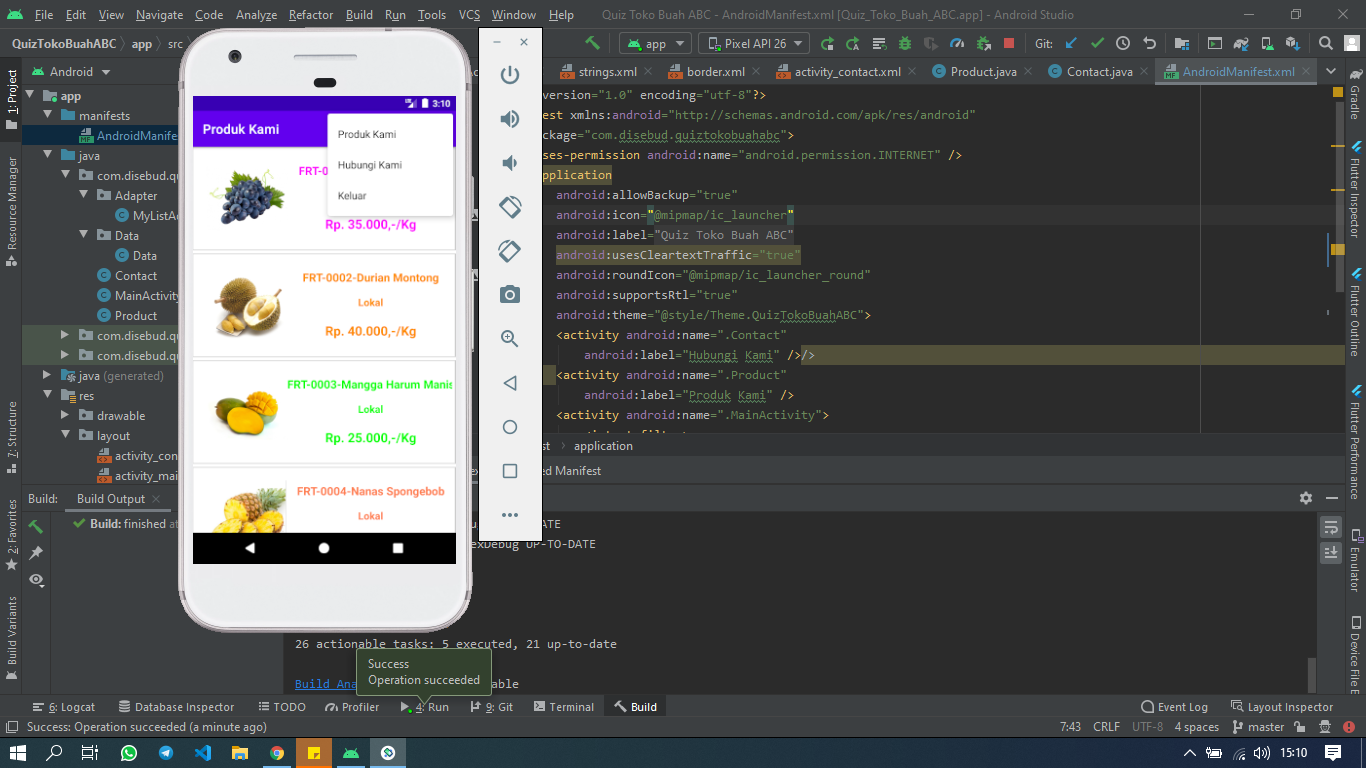 File Edit View Navigate Code Analyze Refactor Build Run Tools VCS Window Help Quiz Toko Buah ABC - AndroidManifest.xml [Quiz_Toko_Buah_ABC.app] - Android Studio
QuizTokoBuahABC app src app Pixel API 26 Git:
Android
strings.xml border.xml activity_contact.xml Product.java Contact.java AndroidManifest.xml
1: Project
Resource Manager
7: Structure
2: Favorites
Build Variants
app
manifests
AndroidManife
java
com.disebud.qu
Adapter
MyListAd
Data
Data
Contact
MainActivity
Product
com.disebud.qu
com.disebud.qu
java (generated)
res
drawable
layout
activity_con
activity_mai
3:10
Produk Kami
Produk Kami
Hubungi Kami
Keluar
FRT-0
Rp. 35.000,-/Kg
FRT-0002-Durian Montong
Lokal
Rp. 40.000,-/Kg
FRT-0003-Mangga Harum Manis
Lokal
Rp. 25.000,-/Kg
FRT-0004-Nanas Spongebob
Lokal
version="1.0" encoding="utf-8"?>
est xmlns:android="http://schemas.android.com/apk/res/android"
ackage="com.disebud.quiztokobuahabc">
ses-permission android:name="android.permission.INTERNET" />
pplication
android:allowBackup="true"
android:icon="@mipmap/ic_launcher"
android:label="Quiz Toko Buah ABC"
android:usesCleartextTraffic="true"
android:roundIcon="@mipmap/ic_launcher_round"
android:supportsRtl="true"
android:theme="@style/Theme.QuizTokoBuahABC">
<activity android:name=".Contact"
android:label="Hubungi Kami" />/>
<activity android:name=".Product"
android:label="Produk Kami" />
<activity android:name=".MainActivity">
est application
ed Manifest
Gradle
Flutter Inspector
Flutter Outline
Flutter Performance
Emulator
Device File E
Build: Build Output
Build: finished at
ATE
exDebug UP-TO-DATE
26 actionable tasks: 5 executed, 21 up-to-date
Build Ana able
Success
Operation succeeded
6: Logcat Database Inspector TODO Profiler 4: Run 9: Git Terminal Build Event Log Layout Inspector
Success: Operation succeeded (a minute ago) 7:43 CRLF UTF-8 4 spaces master
15:10